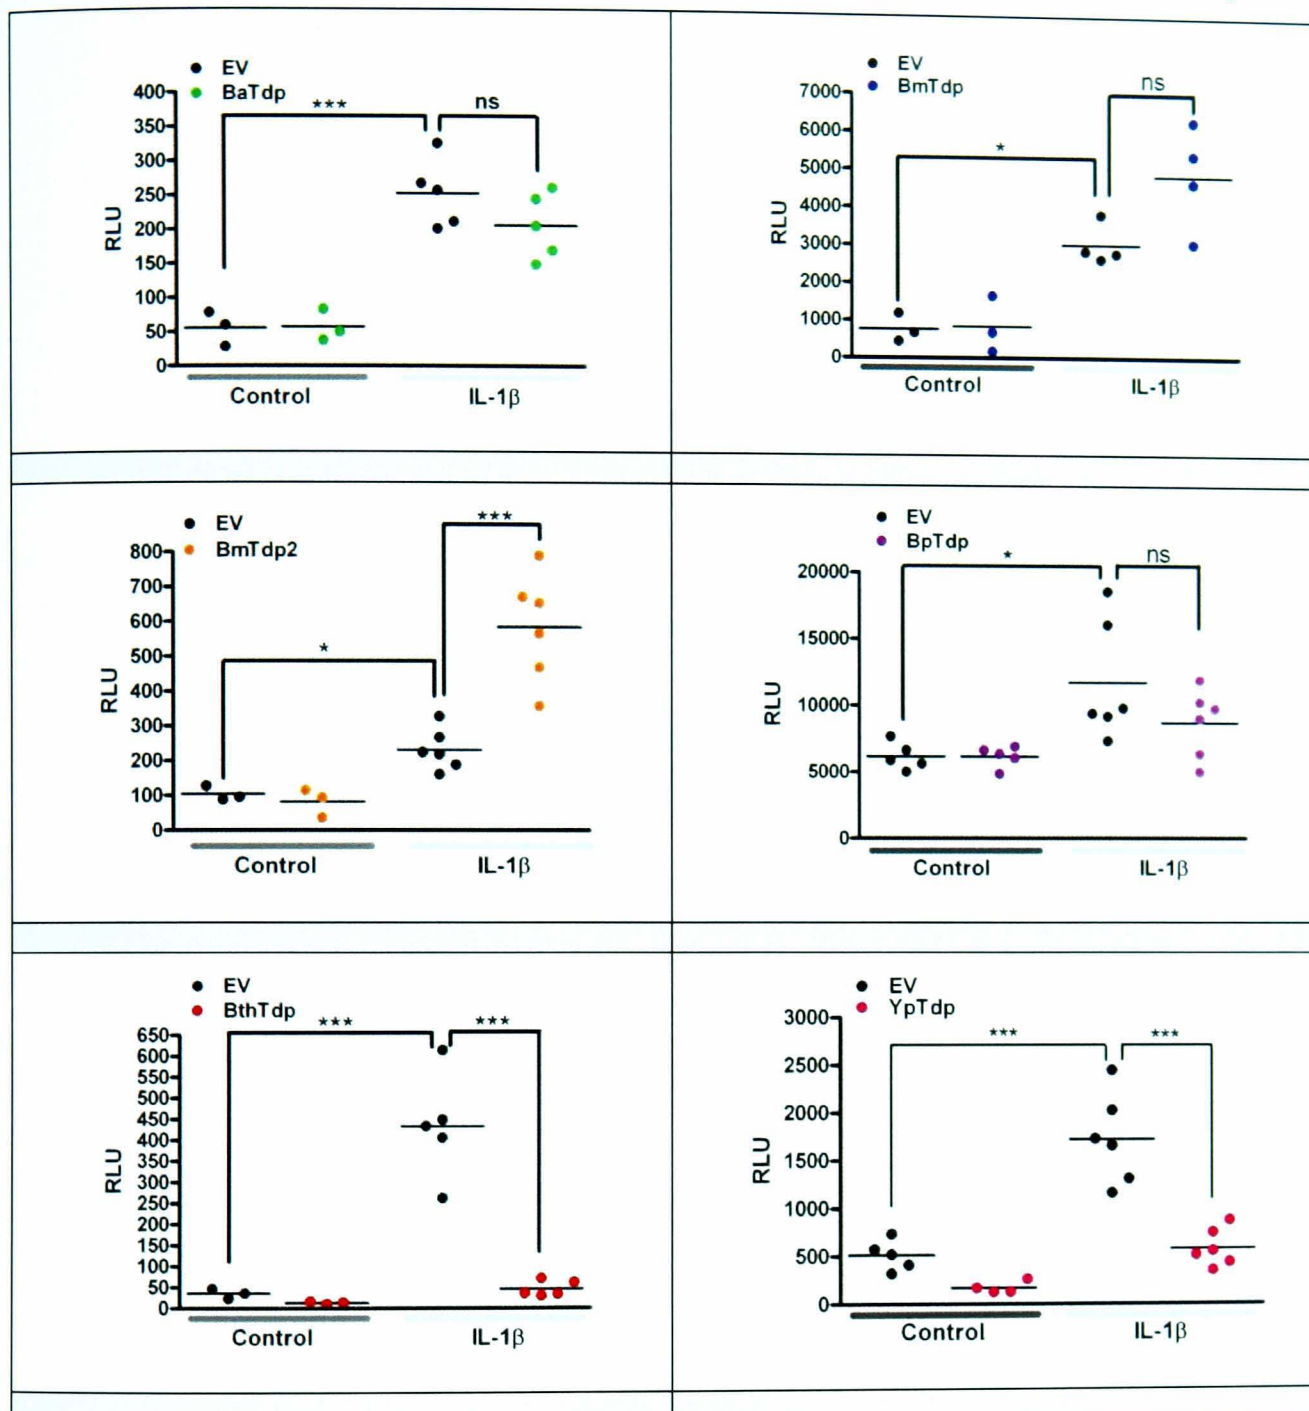 EV
BaTdp
400
350
300
250
200
150
100
50
0
RLU
***
ns
Control
IL-1β
EV
BmTdp
7000
6000
5000
4000
3000
2000
1000
0
RLU
*
ns
Control
IL-1β
EV
BmTdp2
800
700
600
500
400
300
200
100
0
RLU
*
***
Control
IL-1β
EV
BpTdp
20000
15000
10000
5000
0
RLU
*
ns
Control
IL-1β
EV
BthTdp
650
600
550
500
450
400
350
300
250
200
150
100
50
0
RLU
***
***
Control
IL-1β
EV
YpTdp
3000
2500
2000
1500
1000
500
0
RLU
***
***
Control
IL-1β